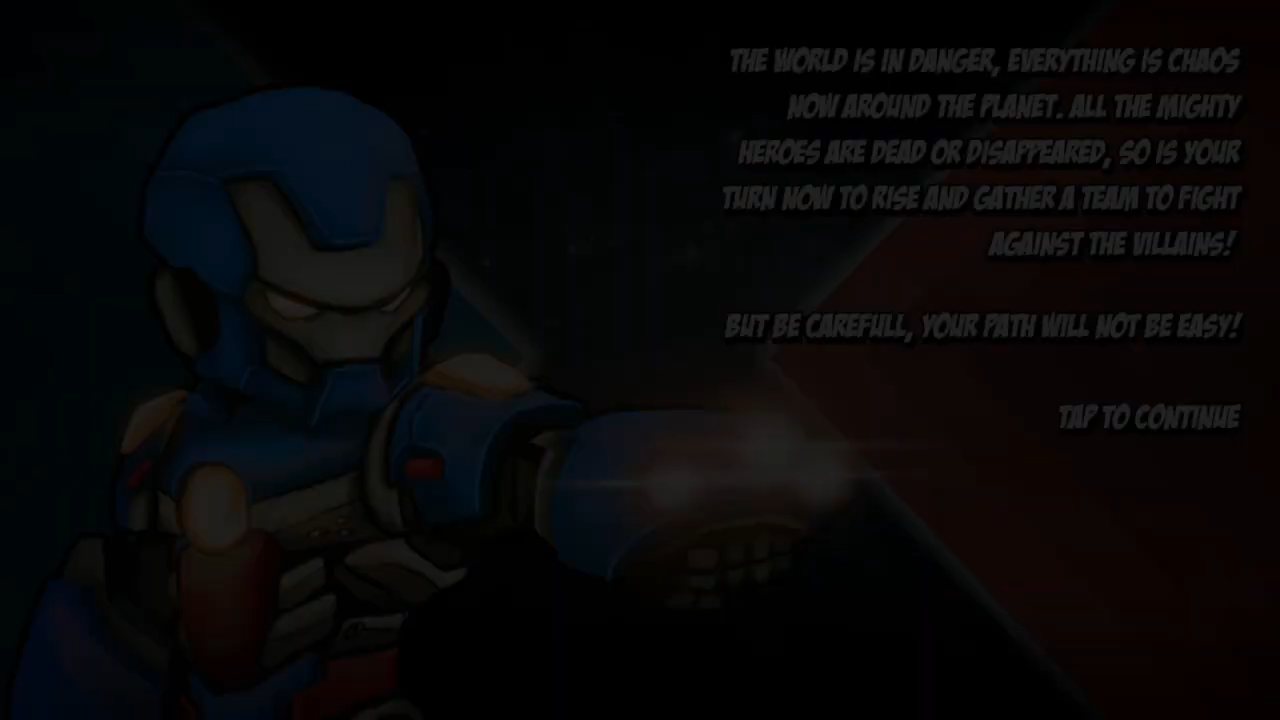 THE WORLD IS IN DANGER, EVERYTHING IS CHAOS
NOW AROUND THE PLANET. ALL THE MIGHTY
HEROES ARE DEAD OR DISAPPEARED, SO IS YOUR
TURN NOW TO RISE AND GATHER A TEAM TO FIGHT
AGAINST THE VILLAINS!
BUT BE CAREFULL, YOUR PATH WILL NOT BE EASY!
TAP TO CONTINUE